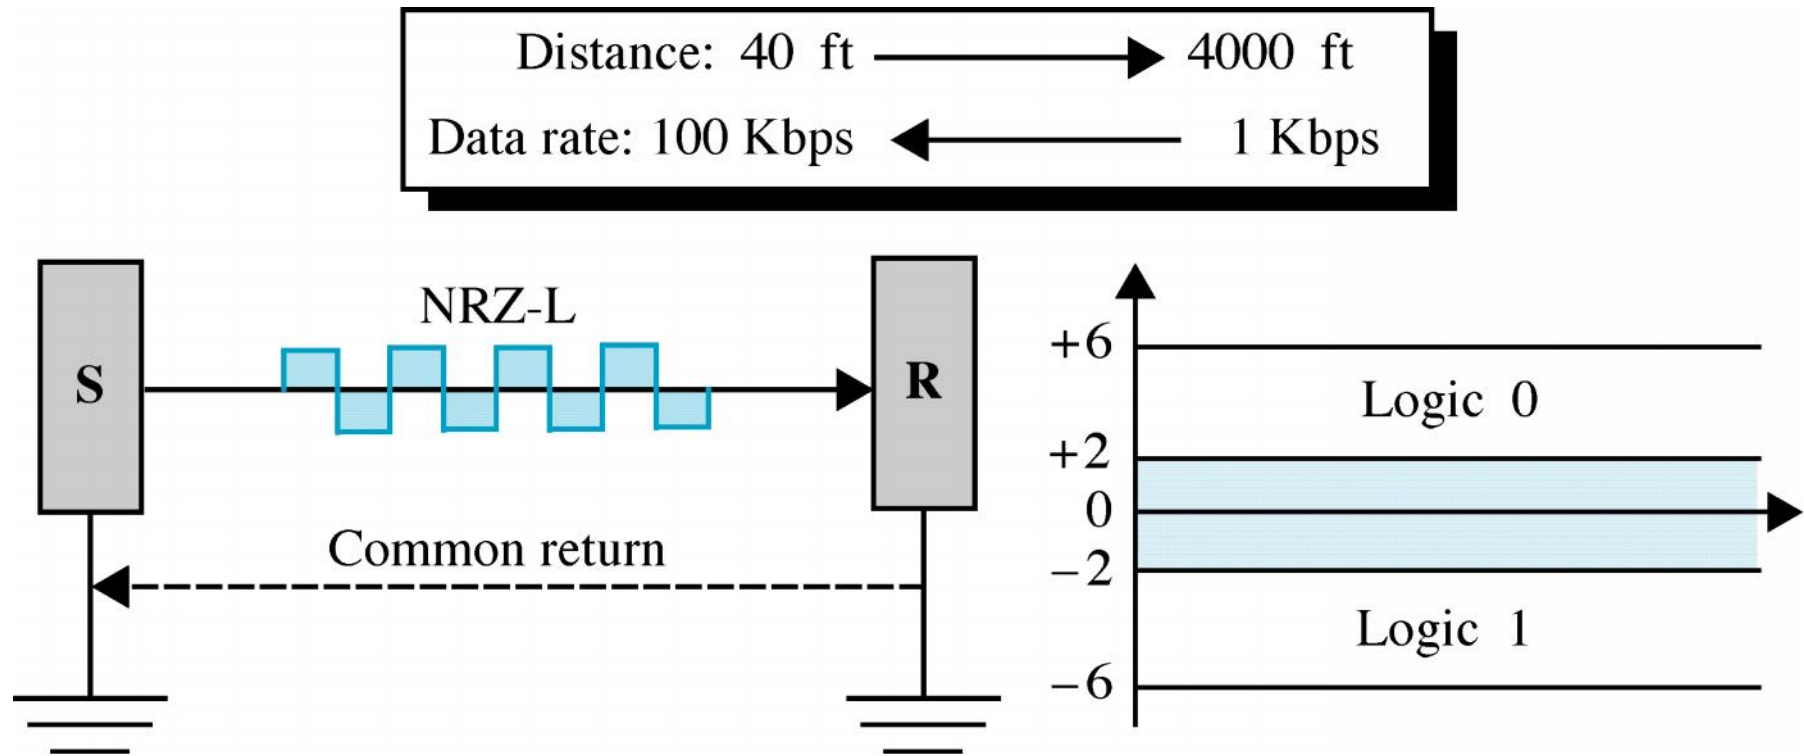 Distance: 40 ft 4000 ft
Data rate: 100 Kbps 1 Kbps
NRZ-L
S
R
Common return
+6
Logic 0
+2
0
−2
Logic 1
−6